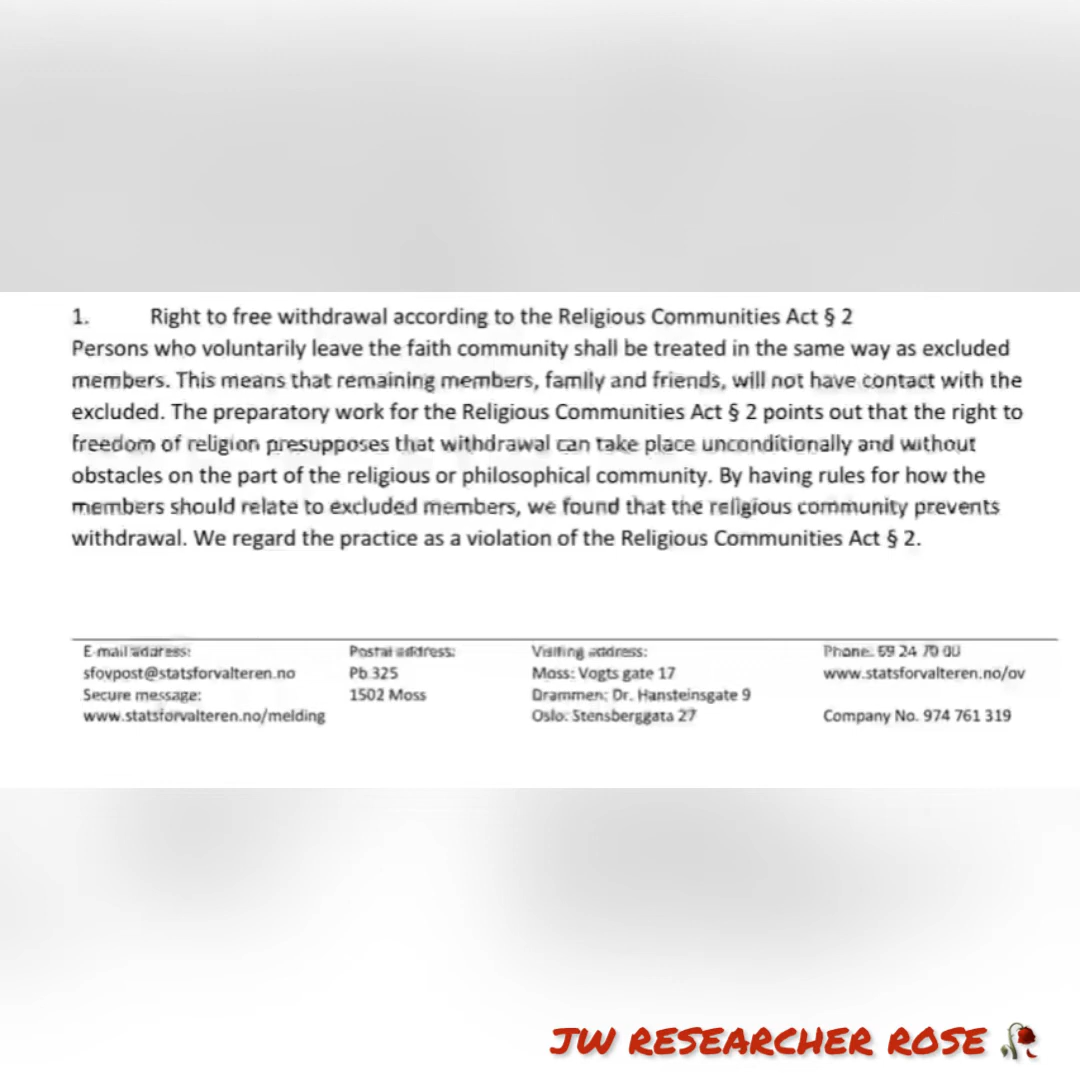 1. Right to free withdrawal according to the Religious Communities Act § 2
Persons who voluntarily leave the faith community shall be treated in the same way as excluded
members. This means that remaining members, family and friends, will not have contact with the
excluded. The preparatory work for the Religious Communities Act § 2 points out that the right to
freedom of religion presupposes that withdrawal can take place unconditionally and without
obstacles on the part of the religious or philosophical community. By having rules for how the
members should relate to excluded members, we found that the religious community prevents
withdrawal. We regard the practice as a violation of the Religious Communities Act § 2.
E-mail address: Postal address: Visiting address: Phone: 69 24 70 00
sfovpost@statsforvalteren.no Pb 325 Moss: Vogts gate 17 www.statsforvalteren.no/ov
Secure message: 1502 Moss Drammen: Dr. Hansteinsgate 9
www.statsforvalteren.no/melding Oslo: Stensberggata 27 Company No. 974 761 319
JW RESEARCHER ROSE